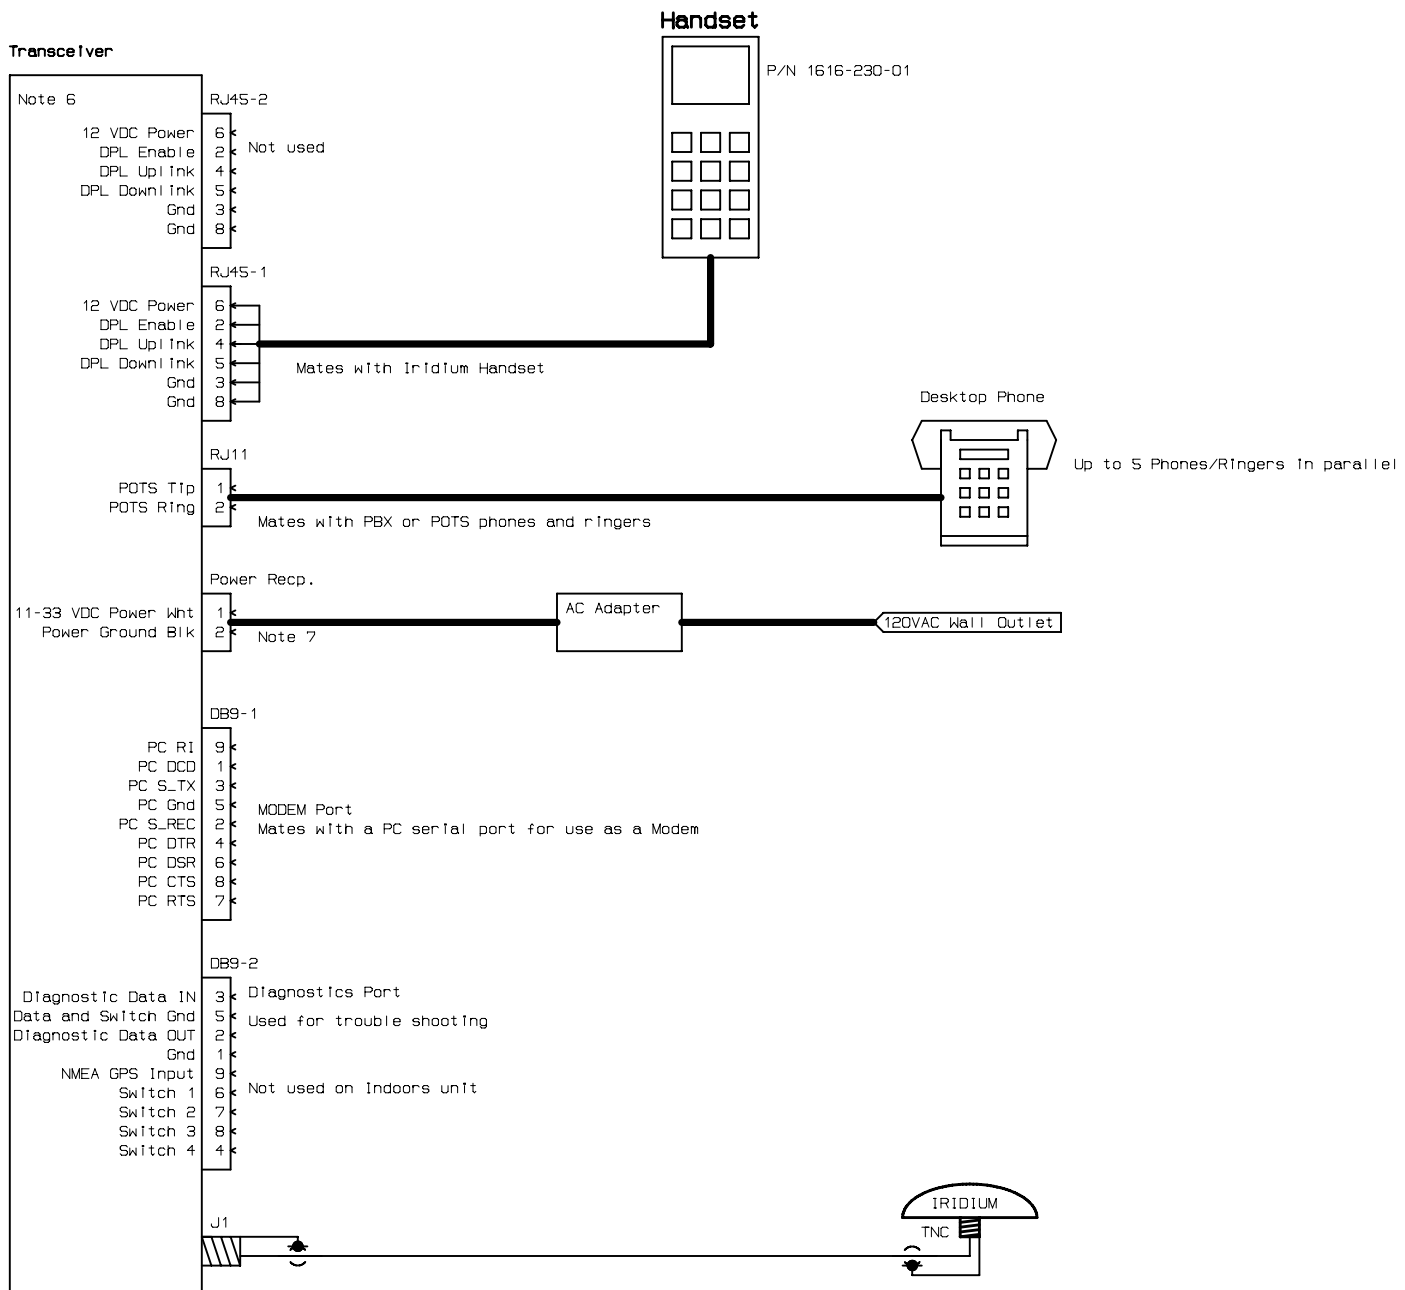 Handset
Transceiver
P/N 1616-230-01
Note 6
RJ45-2
12 VDC Power 6
DPL Enable 2
Not used
DPL Uplink 4
DPL Downlink 5
Gnd 3
Gnd 8
RJ45-1
12 VDC Power 6
DPL Enable 2
DPL Uplink 4
DPL Downlink 5
Mates with Iridium Handset
Gnd 3
Gnd 8
Desktop Phone
RJ11
Up to 5 Phones/Ringers in parallel
POTS Tip 1
POTS Ring 2
Mates with PBX or POTS phones and ringers
Power Recp.
11-33 VDC Power Wht 1
AC Adapter
120VAC Wall Outlet
Power Ground Blk 2
Note 7
DB9-1
PC RI 9
PC DCD 1
PC S_TX 3
PC Gnd 5
MODEM Port
PC S_REC 2
Mates with a PC serial port for use as a Modem
PC DTR 4
PC DSR 6
PC CTS 8
PC RTS 7
DB9-2
Diagnostic Data IN 3
Diagnostics Port
Data and Switch Gnd 5
Used for trouble shooting
Diagnostic Data OUT 2
Gnd 1
NMEA GPS Input 9
Not used on Indoors unit
Switch 1 6
Switch 2 7
Switch 3 8
Switch 4 4
IRIDIUM
J1
TNC